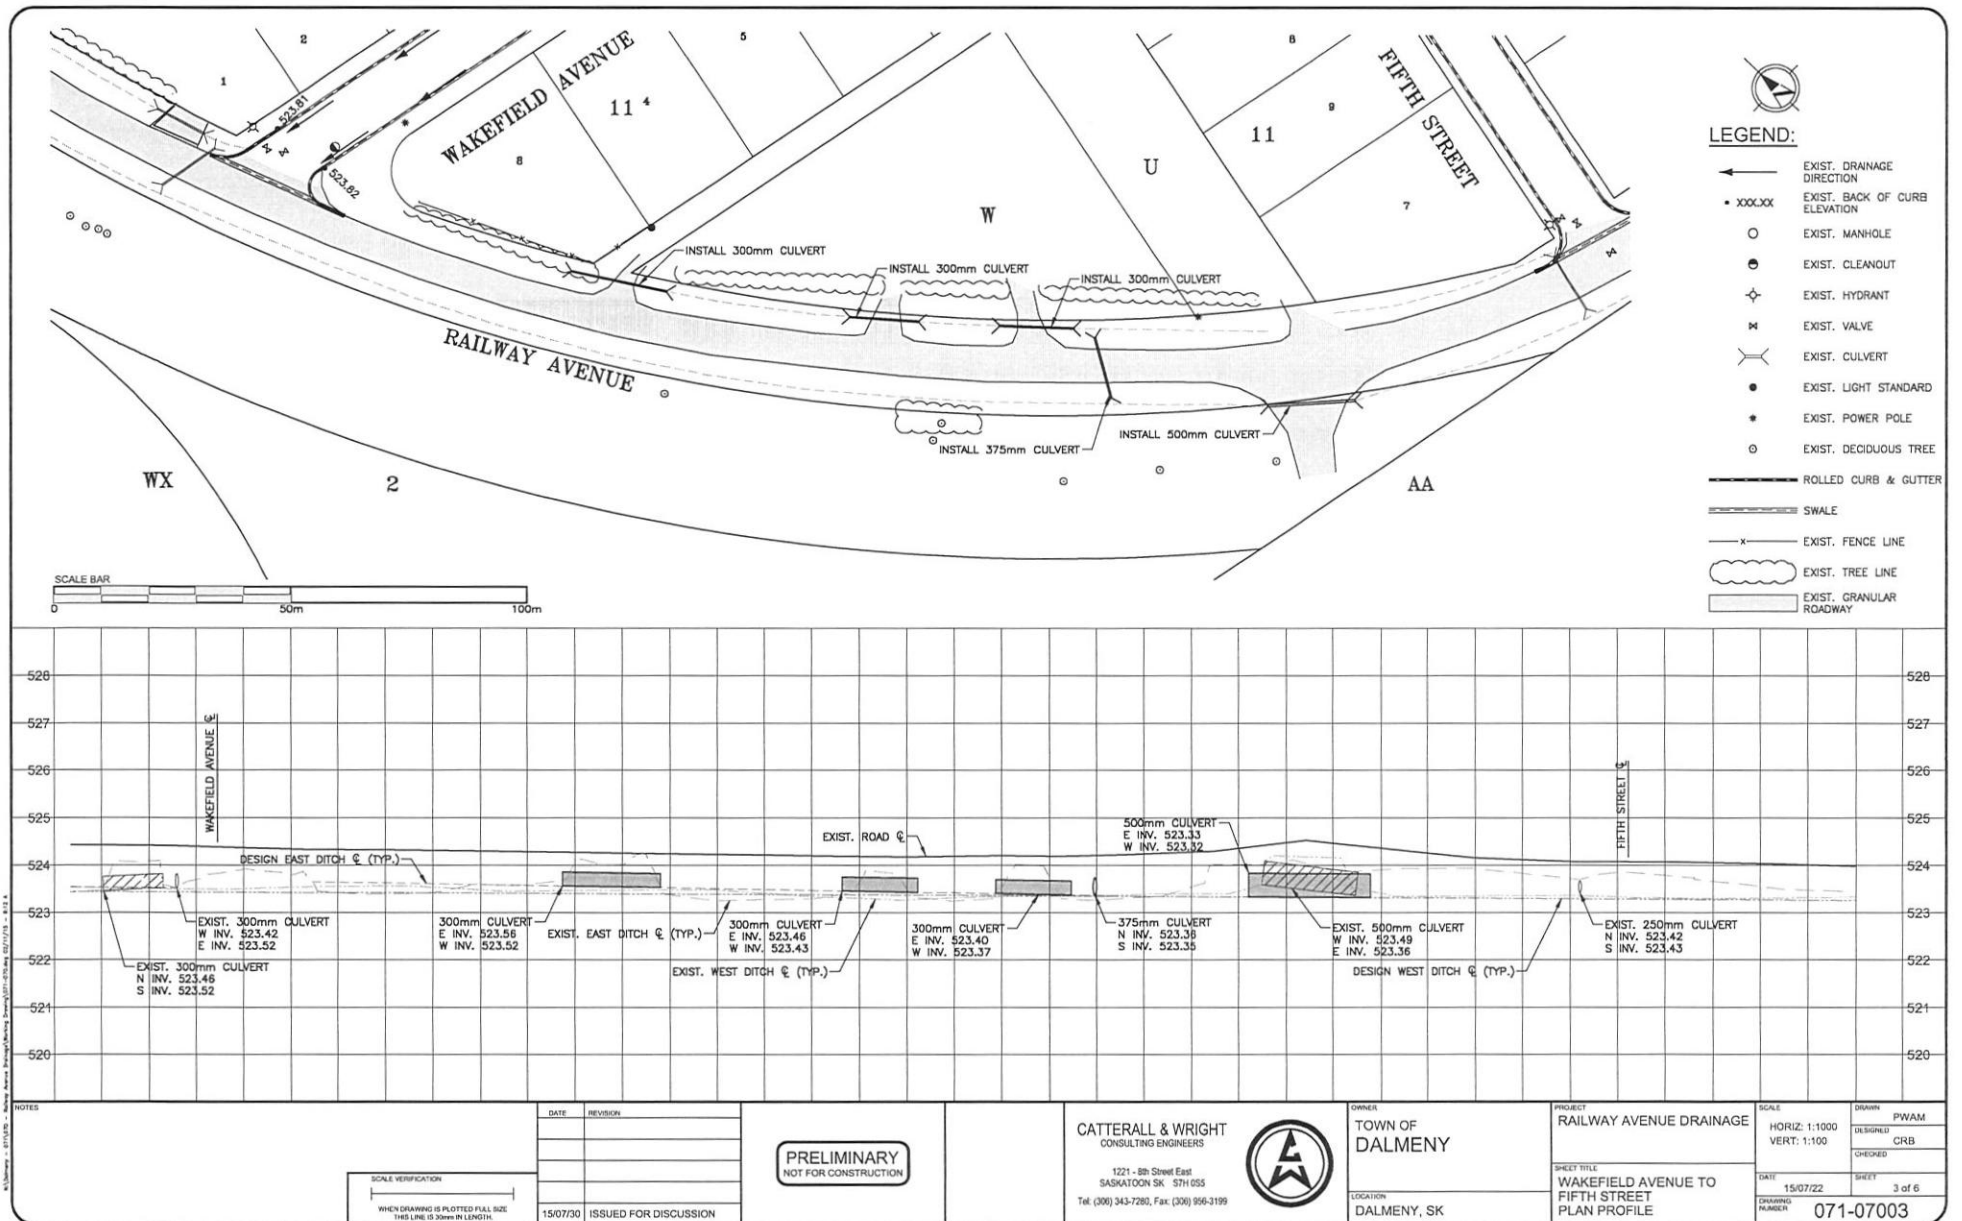 2
1
523.81
523.82
WAKEFIELD AVENUE
8
11
4
5
W
U
8
9
11
7
FIFTH STREET
INSTALL 300mm CULVERT
INSTALL 300mm CULVERT
INSTALL 300mm CULVERT
RAILWAY AVENUE
INSTALL 375mm CULVERT
INSTALL 500mm CULVERT
WX
2
AA
SCALE BAR
0
50m
100m
LEGEND:
EXIST. DRAINAGE
DIRECTION
XXX.XX
EXIST. BACK OF CURB
ELEVATION
EXIST. MANHOLE
EXIST. CLEANOUT
EXIST. HYDRANT
EXIST. VALVE
EXIST. CULVERT
EXIST. LIGHT STANDARD
EXIST. POWER POLE
EXIST. DECIDUOUS TREE
ROLLED CURB & GUTTER
SWALE
EXIST. FENCE LINE
EXIST. TREE LINE
EXIST. GRANULAR
ROADWAY
528
527
526
525
524
523
522
521
520
528
527
526
525
524
523
522
521
520
WAKEFIELD AVENUE ℄
FIFTH STREET ℄
DESIGN EAST DITCH ℄ (TYP.)
EXIST. ROAD ℄
500mm CULVERT
E INV. 523.33
W INV. 523.32
EXIST. 300mm CULVERT
W INV. 523.42
E INV. 523.52
EXIST. 300mm CULVERT
N INV. 523.46
S INV. 523.52
300mm CULVERT
E INV. 523.56
W INV. 523.52
EXIST. EAST DITCH ℄ (TYP.)
300mm CULVERT
E INV. 523.46
W INV. 523.43
EXIST. WEST DITCH ℄ (TYP.)
300mm CULVERT
E INV. 523.40
W INV. 523.37
375mm CULVERT
N INV. 523.36
S INV. 523.35
EXIST. 500mm CULVERT
W INV. 523.49
E INV. 523.36
DESIGN WEST DITCH ℄ (TYP.)
EXIST. 250mm CULVERT
N INV. 523.42
S INV. 523.43
NOTES
SCALE VERIFICATION
WHEN DRAWING IS PLOTTED FULL SIZE
THIS LINE IS 30mm IN LENGTH.
DATE
REVISION
15/07/30
ISSUED FOR DISCUSSION
PRELIMINARY
NOT FOR CONSTRUCTION
CATTERALL & WRIGHT
CONSULTING ENGINEERS
1221 - 8th Street East
SASKATOON SK S7H 0S5
Tel: (306) 343-7280, Fax: (306) 956-3199
OWNER
TOWN OF
DALMENY
LOCATION
DALMENY, SK
PROJECT
RAILWAY AVENUE DRAINAGE
SHEET TITLE
WAKEFIELD AVENUE TO
FIFTH STREET
PLAN PROFILE
SCALE
HORIZ: 1:1000
VERT: 1:100
DATE
15/07/22
DRAWN
PWAM
DESIGNED
CRB
CHECKED
SHEET
3 of 6
DRAWING
NUMBER
071-07003